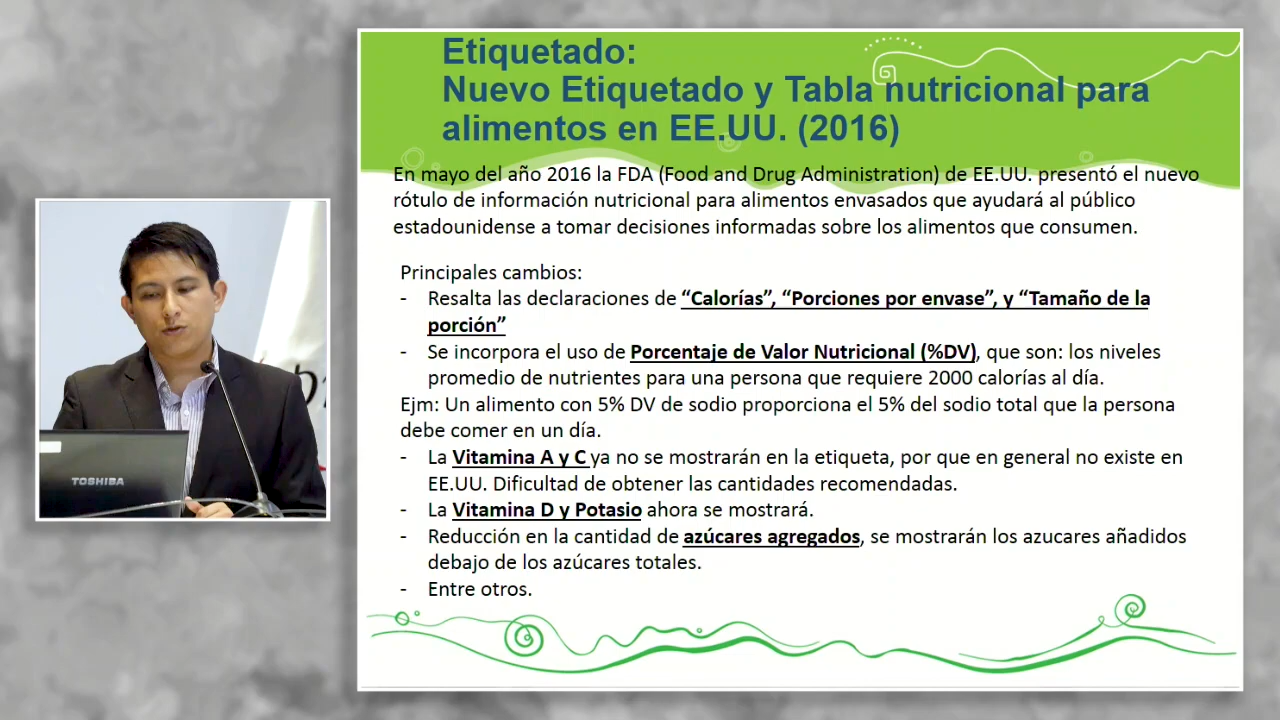 Etiquetado:
Nuevo Etiquetado y Tabla nutricional para
alimentos en EE.UU. (2016)
En mayo del año 2016 la FDA (Food and Drug Administration) de EE.UU. presentó el nuevo
rótulo de información nutricional para alimentos envasados que ayudará al público
estadounidense a tomar decisiones informadas sobre los alimentos que consumen.
Principales cambios:
- Resalta las declaraciones de “Calorías”, “Porciones por envase”, y “Tamaño de la
porción”
- Se incorpora el uso de Porcentaje de Valor Nutricional (%DV), que son: los niveles
promedio de nutrientes para una persona que requiere 2000 calorías al día.
Ejm: Un alimento con 5% DV de sodio proporciona el 5% del sodio total que la persona
debe comer en un día.
- La Vitamina A y C ya no se mostrarán en la etiqueta, por que en general no existe en
EE.UU. Dificultad de obtener las cantidades recomendadas.
- La Vitamina D y Potasio ahora se mostrará.
- Reducción en la cantidad de azúcares agregados, se mostrarán los azucares añadidos
debajo de los azúcares totales.
- Entre otros.
TOSHIBA